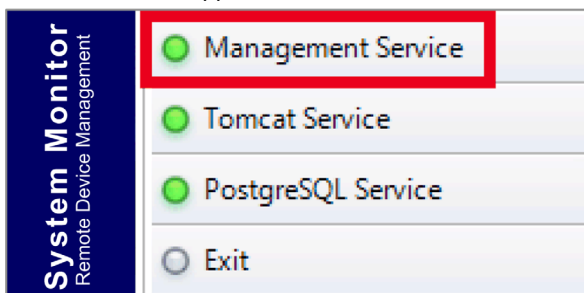 System Monitor
Remote Device Management
Management Service
Tomcat Service
PostgreSQL Service
Exit